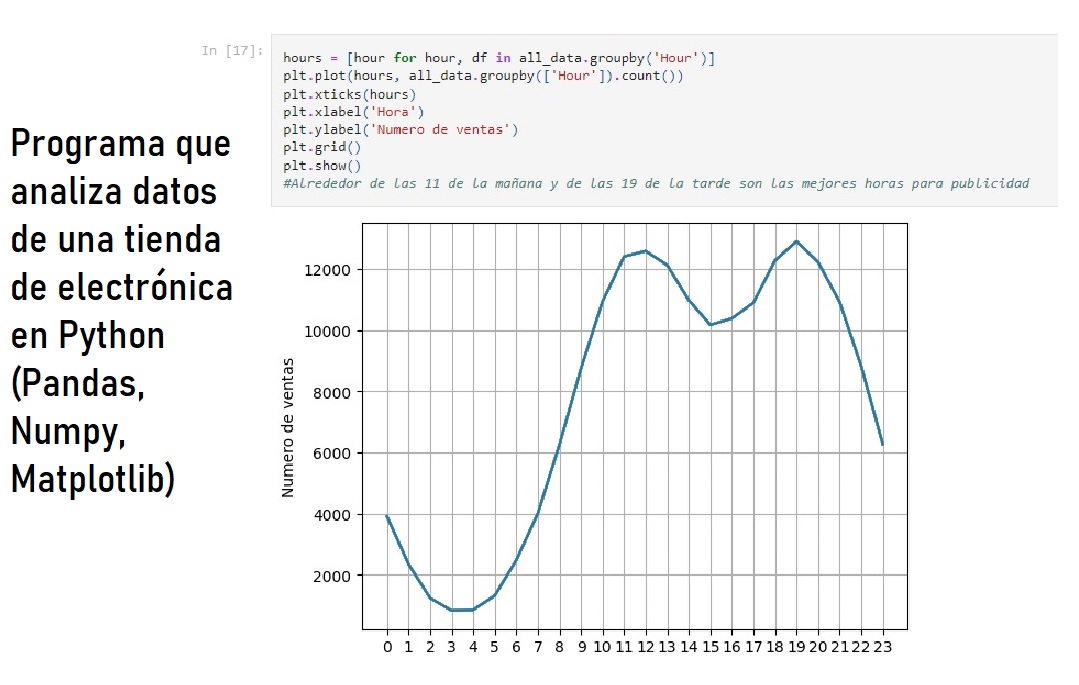 In [17]:
hours = [hour for hour, df in all_data.groupby('Hour')]
plt.plot(hours, all_data.groupby(['Hour']).count())
plt.xticks(hours)
plt.xlabel('Hora')
plt.ylabel('Numero de ventas')
plt.grid()
plt.show()
#Alrededor de las 11 de la mañana y de las 19 de la tarde son las mejores horas para publicidad
Programa que
analiza datos
de una tienda
de electrónica
en Python
(Pandas,
Numpy,
Matplotlib)
Numero de ventas
12000
10000
8000
6000
4000
2000
0 1 2 3 4 5 6 7 8 9 10 11 12 13 14 15 16 17 18 19 20 21 22 23